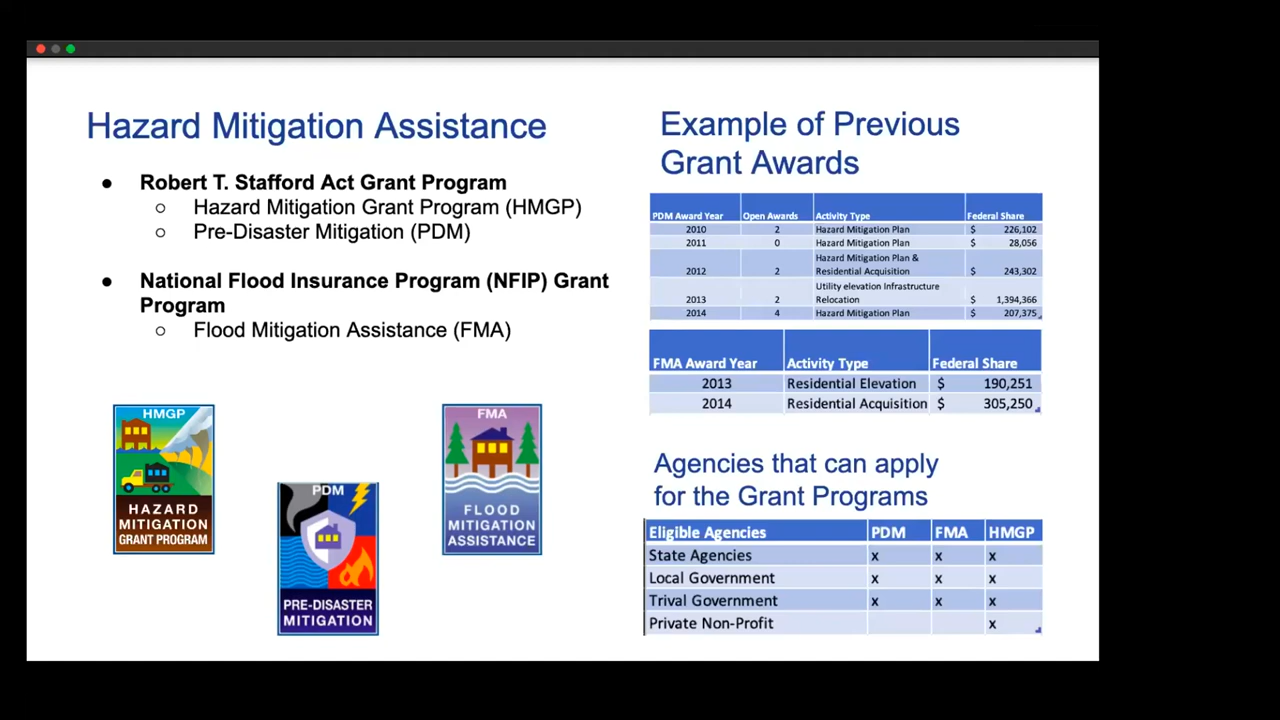 Hazard Mitigation Assistance
● Robert T. Stafford Act Grant Program
○ Hazard Mitigation Grant Program (HMGP)
○ Pre-Disaster Mitigation (PDM)
● National Flood Insurance Program (NFIP) Grant
Program
○ Flood Mitigation Assistance (FMA)
HMGP
HAZARD
MITIGATION
GRANT PROGRAM
PDM
PRE-DISASTER
MITIGATION
FMA
FLOOD
MITIGATION
ASSISTANCE
Example of Previous
Grant Awards
PDM Award Year Open Awards Activity Type Federal Share
2010 2 Hazard Mitigation Plan $ 226,102
2011 0 Hazard Mitigation Plan $ 28,056
Hazard Mitigation Plan &
2012 2 Residential Acquisition $ 243,302
Utility elevation Infrastructure
2013 2 Relocation $ 1,394,366
2014 4 Hazard Mitigation Plan $ 207,375
FMA Award Year Activity Type Federal Share
2013 Residential Elevation $ 190,251
2014 Residential Acquisition $ 305,250
Agencies that can apply
for the Grant Programs
Eligible Agencies PDM FMA HMGP
State Agencies x x x
Local Government x x x
Trival Government x x x
Private Non-Profit x